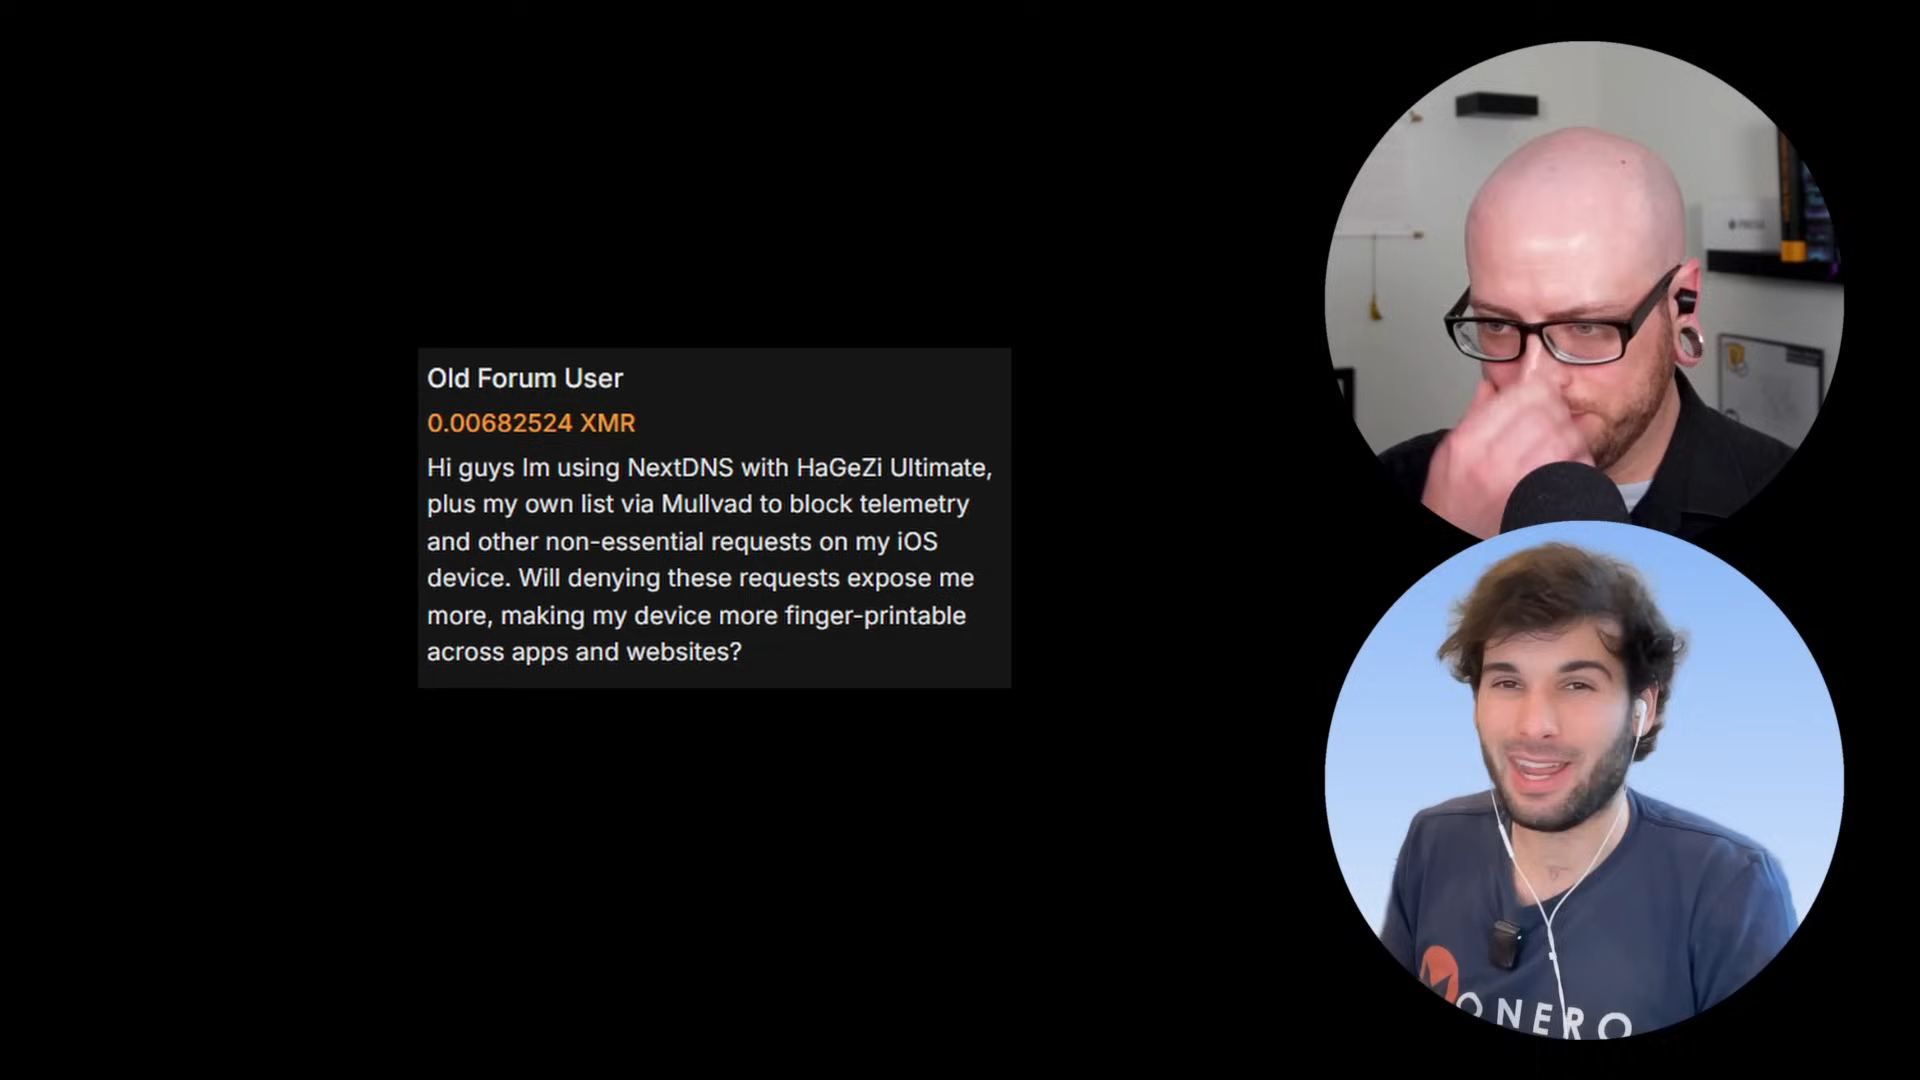 Old Forum User
0.00682524 XMR
Hi guys Im using NextDNS with HaGeZi Ultimate,
plus my own list via Mullvad to block telemetry
and other non-essential requests on my iOS
device. Will denying these requests expose me
more, making my device more finger-printable
across apps and websites?
MONERO